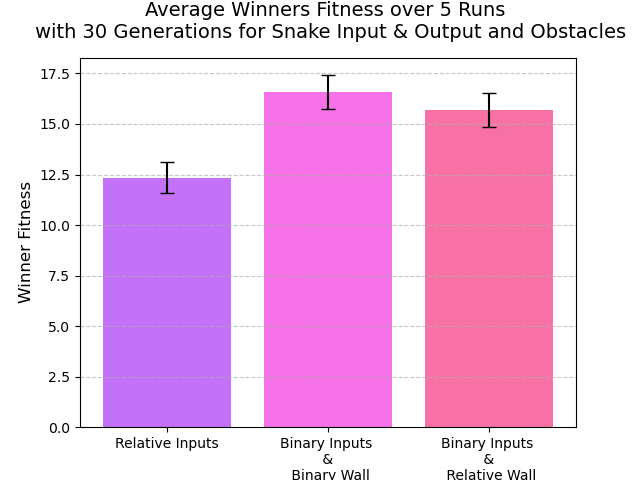 Average Winners Fitness over 5 Runs
with 30 Generations for Snake Input & Output and Obstacles
Winner Fitness
17.5
15.0
12.5
10.0
7.5
5.0
2.5
0.0
Relative Inputs
Binary Inputs
&
Binary Wall
Binary Inputs
&
Relative Wall